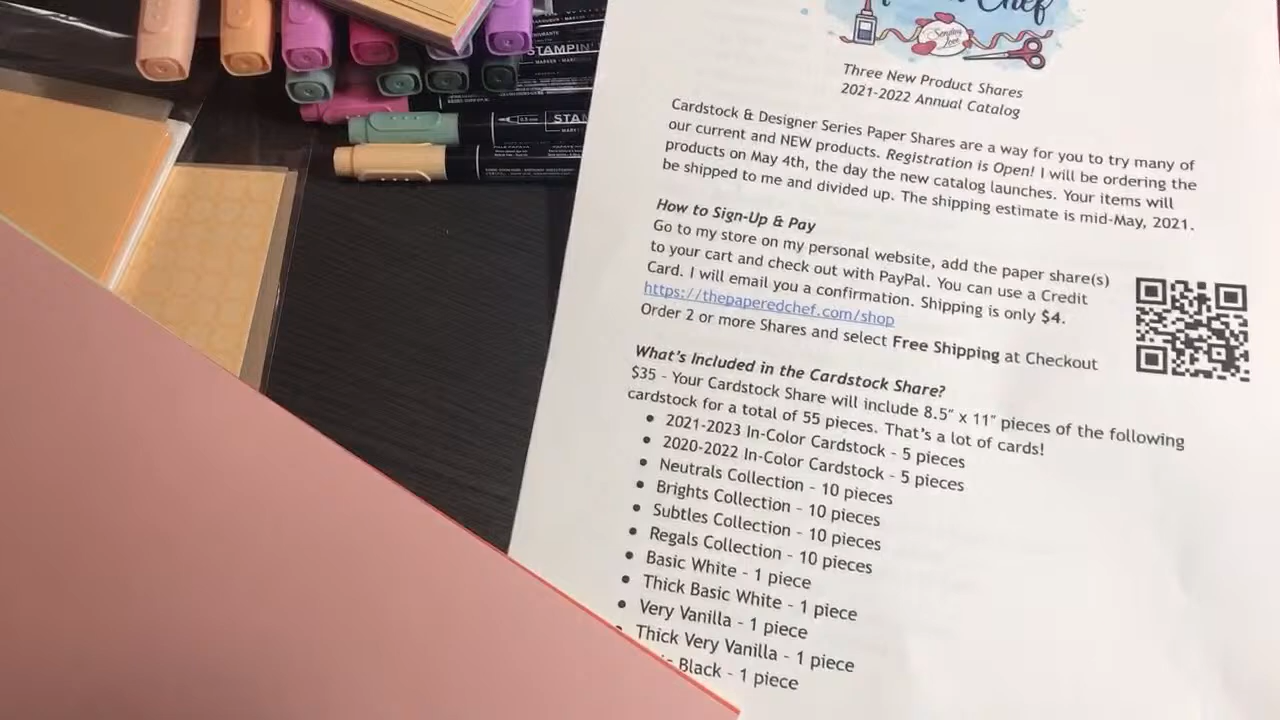 Chef
Sending
Love
Three New Product Shares
2021-2022 Annual Catalog
Cardstock & Designer Series Paper Shares are a way for you to try many of
our current and NEW products. Registration is Open! I will be ordering the
products on May 4th, the day the new catalog launches. Your items will
be shipped to me and divided up. The shipping estimate is mid-May, 2021.
How to Sign-Up & Pay
Go to my store on my personal website, add the paper share(s)
to your cart and check out with PayPal. You can use a Credit
Card. I will email you a confirmation. Shipping is only $4.
https://thepaperedchef.com/shop
Order 2 or more Shares and select Free Shipping at Checkout
What's Included in the Cardstock Share?
$35 - Your Cardstock Share will include 8.5" x 11" pieces of the following
cardstock for a total of 55 pieces. That's a lot of cards!
• 2021-2023 In-Color Cardstock - 5 pieces
• 2020-2022 In-Color Cardstock - 5 pieces
• Neutrals Collection - 10 pieces
• Brights Collection - 10 pieces
• Subtles Collection - 10 pieces
• Regals Collection - 10 pieces
• Basic White - 1 piece
• Thick Basic White - 1 piece
• Very Vanilla - 1 piece
Thick Very Vanilla - 1 piece
Black - 1 piece
STAMPIN'
STAM